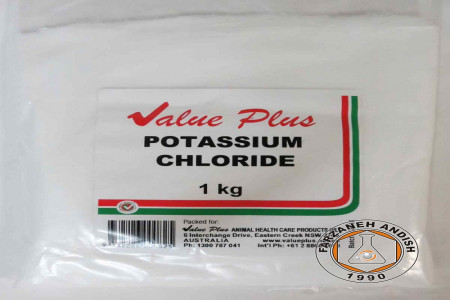 Value Plus
POTASSIUM
CHLORIDE
1 kg
Packed for:
Value Plus ANIMAL HEALTH CARE PRODUCTS
6 Interchange Drive, Eastern Creek NSW
AUSTRALIA www.valueplus.
Ph: 1300 787 041 Int'l Ph: +61 2
FARZANEH ANDISH
1990